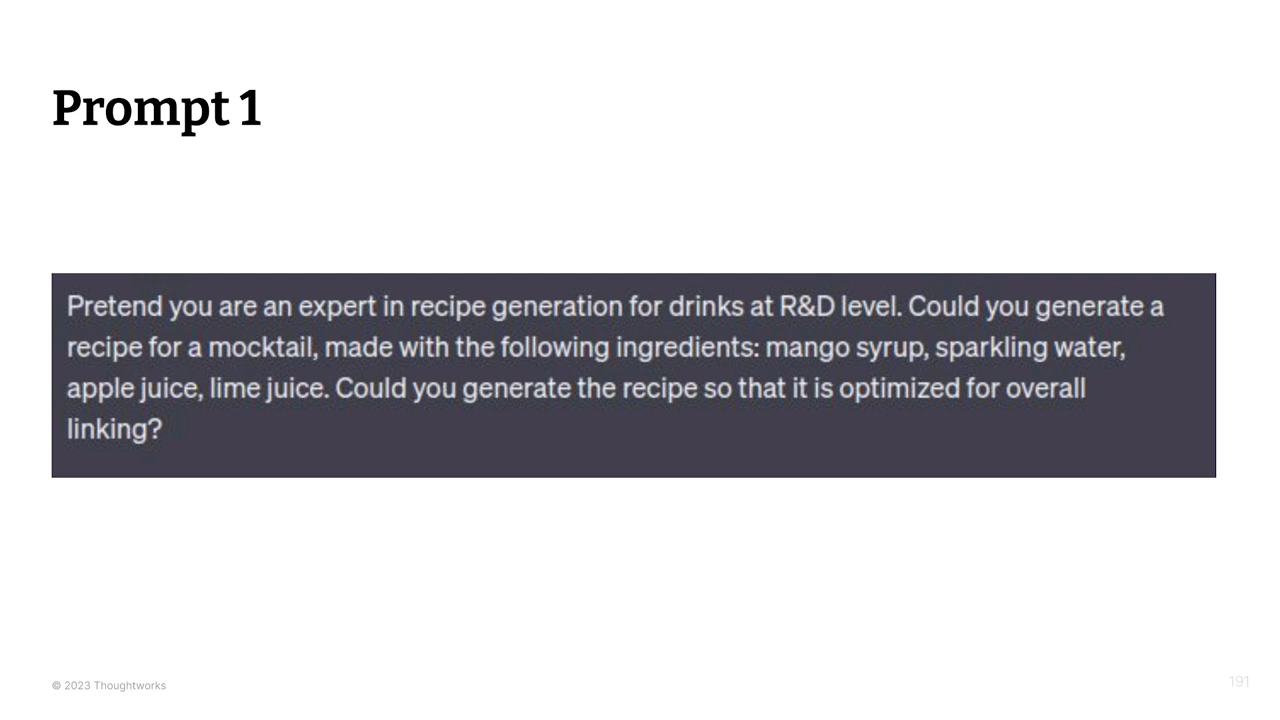 Prompt 1
Pretend you are an expert in recipe generation for drinks at R&D level. Could you generate a
recipe for a mocktail, made with the following ingredients: mango syrup, sparkling water,
apple juice, lime juice. Could you generate the recipe so that it is optimized for overall
linking?
© 2023 Thoughtworks
191